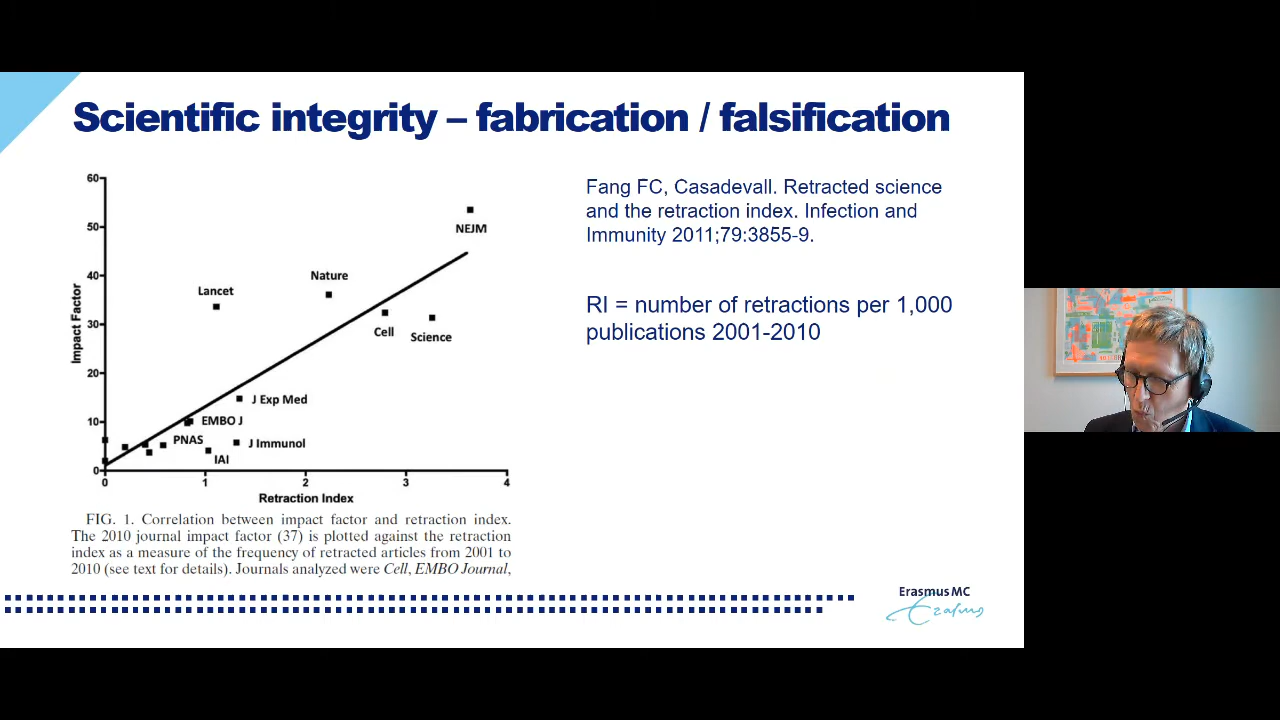 Scientific integrity – fabrication / falsification
60
50
40
30
20
10
0
Impact Factor
NEJM
Nature
Lancet
Cell
Science
J Exp Med
EMBO J
PNAS
J Immunol
IAI
0 1 2 3 4
Retraction Index
FIG. 1. Correlation between impact factor and retraction index.
The 2010 journal impact factor (37) is plotted against the retraction
index as a measure of the frequency of retracted articles from 2001 to
2010 (see text for details). Journals analyzed were Cell, EMBO Journal,
Fang FC, Casadevall. Retracted science
and the retraction index. Infection and
Immunity 2011;79:3855-9.
RI = number of retractions per 1,000
publications 2001-2010
Erasmus MC
Erasmus